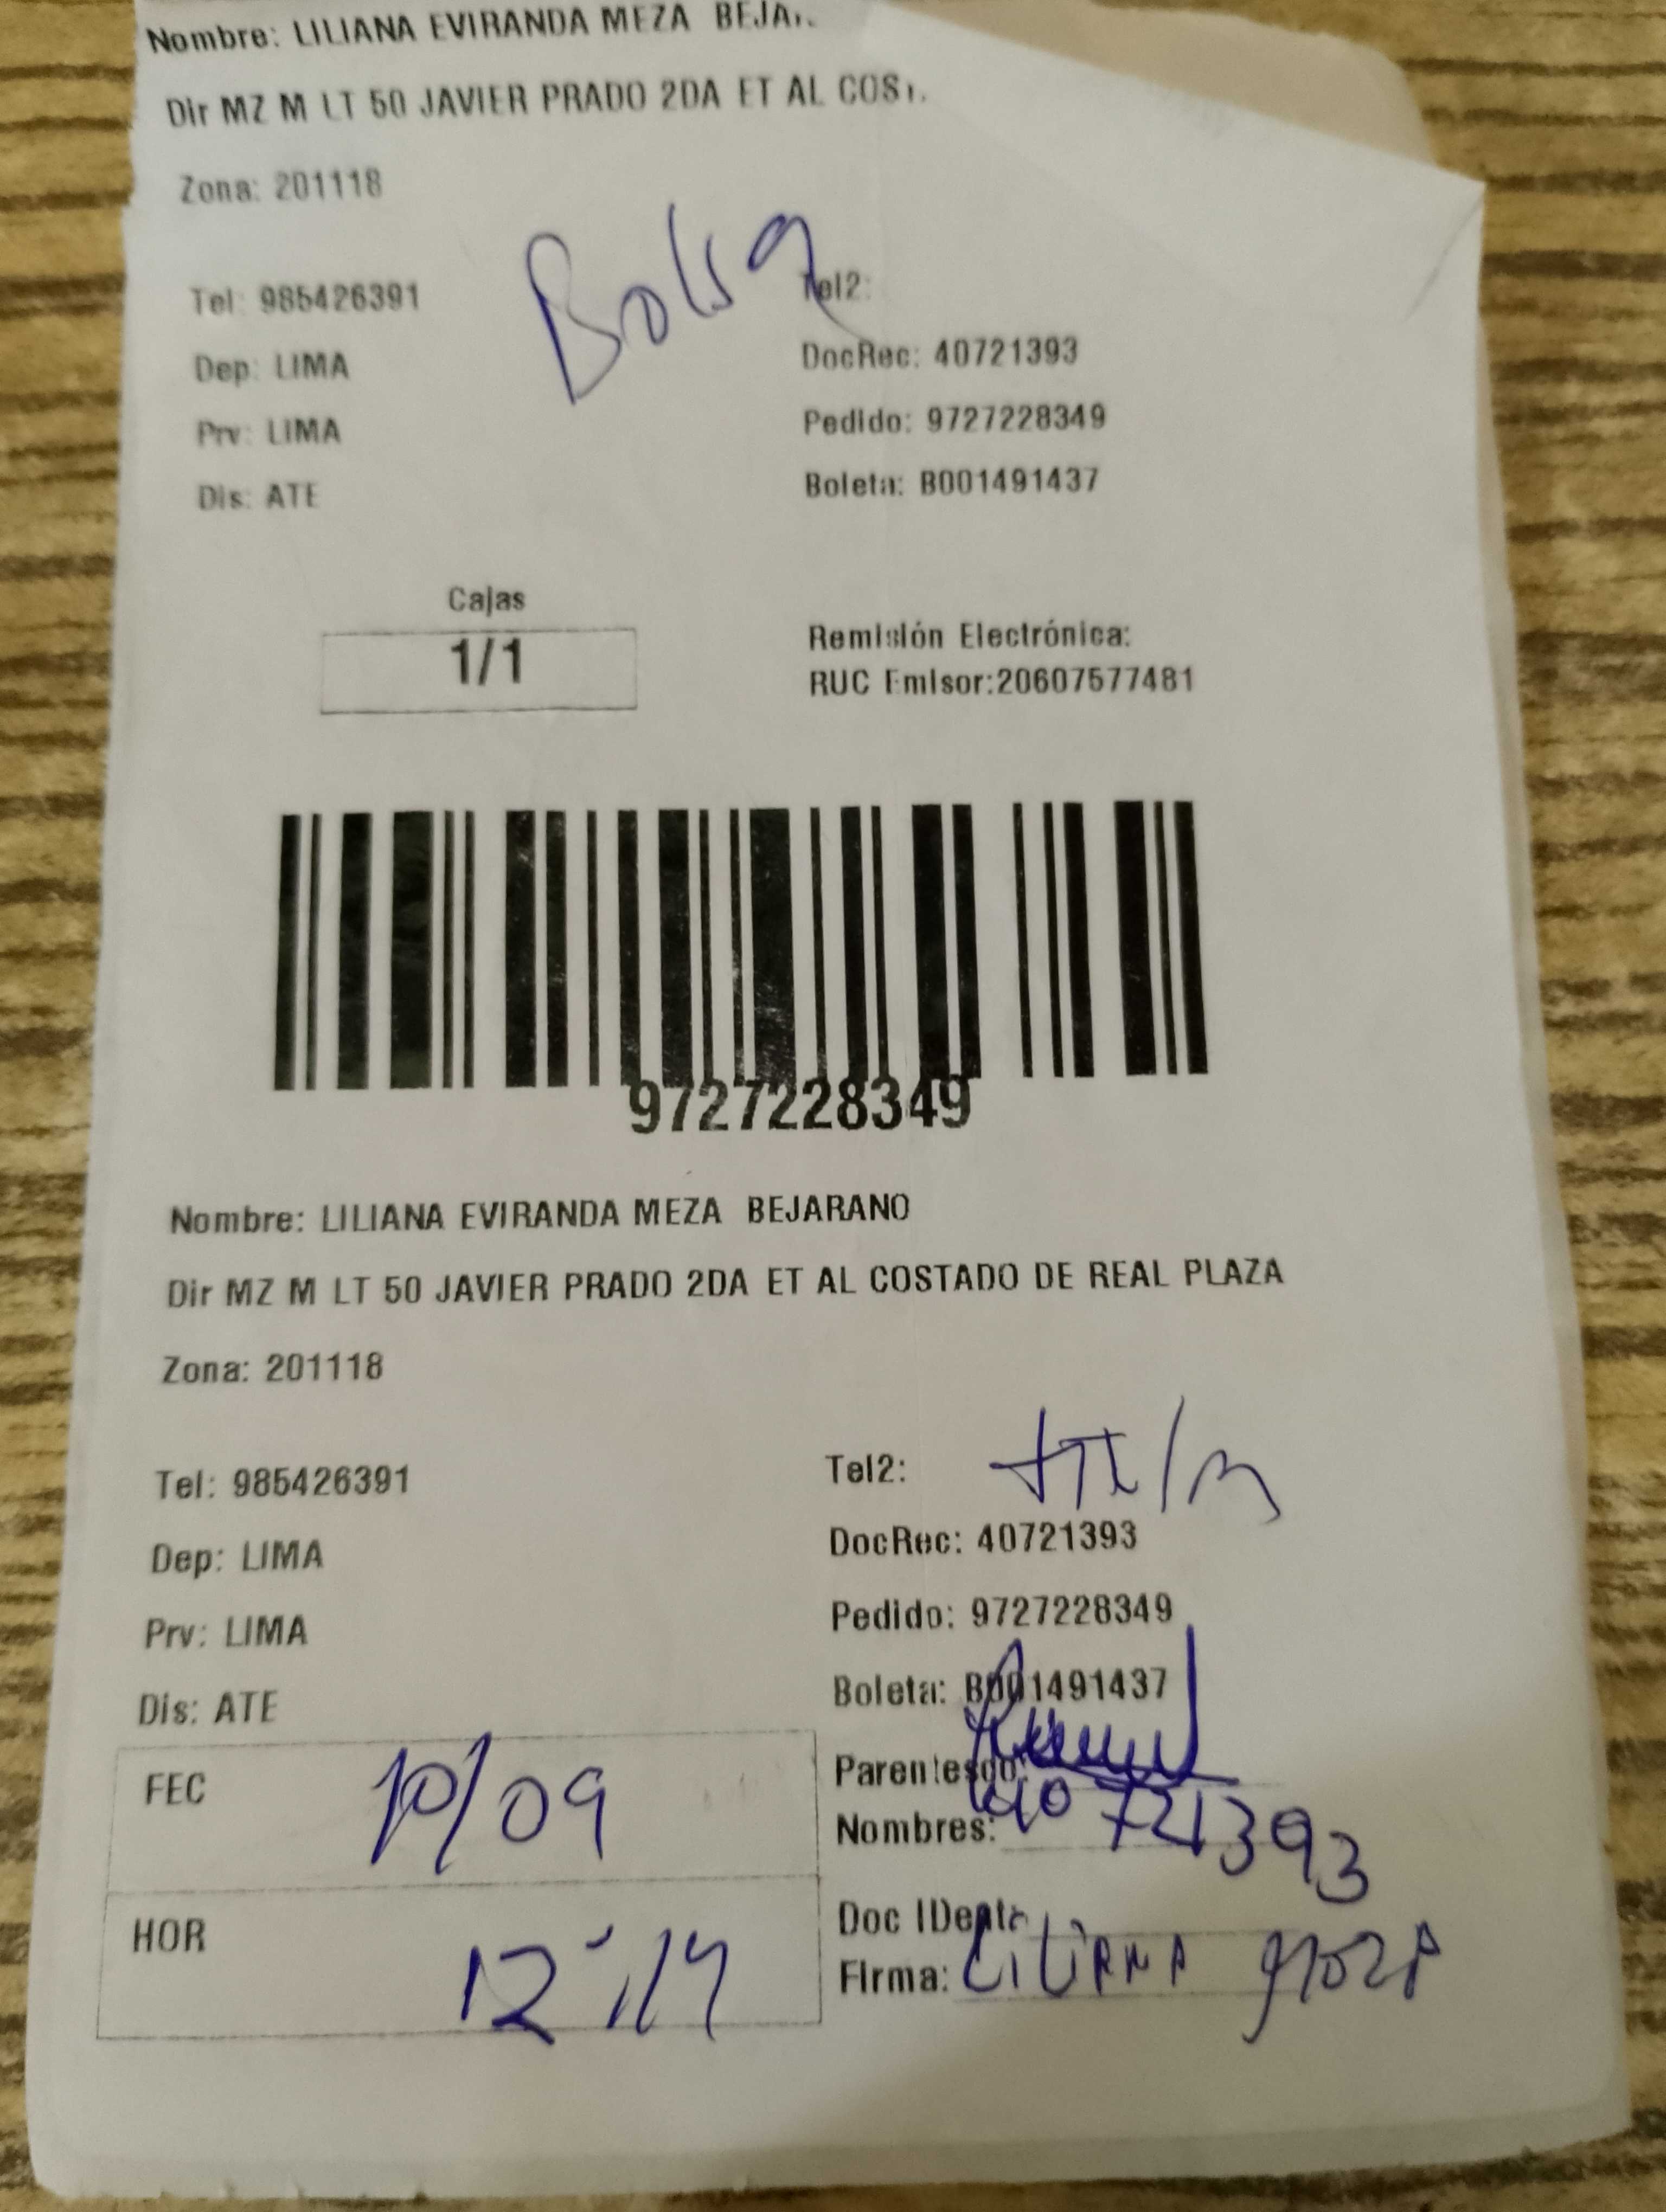 Nombre: LILIANA EVIRANDA MEZA BEJA
Dir MZ M LT 50 JAVIER PRADO 2DA ET AL COST
Zona: 201118
Bolsa
Tel: 985426391 Tel2:
Dep: LIMA DocRec: 40721393
Prv: LIMA Pedido: 9727228349
Dis: ATE Boleta: B001491437
Cajas
1/1
Remisión Electrónica:
RUC Emisor:20607577481
9727228349
Nombre: LILIANA EVIRANDA MEZA BEJARANO
Dir MZ M LT 50 JAVIER PRADO 2DA ET AL COSTADO DE REAL PLAZA
Zona: 201118
Tel: 985426391 Tel2:
Dep: LIMA DocRec: 40721393
Prv: LIMA Pedido: 9727228349
Dis: ATE Boleta: B001491437
FEC 10/09
Parentesco:
Nombres: 40721393
HOR 12:14
Doc IDent:
Firma: LiLiANA